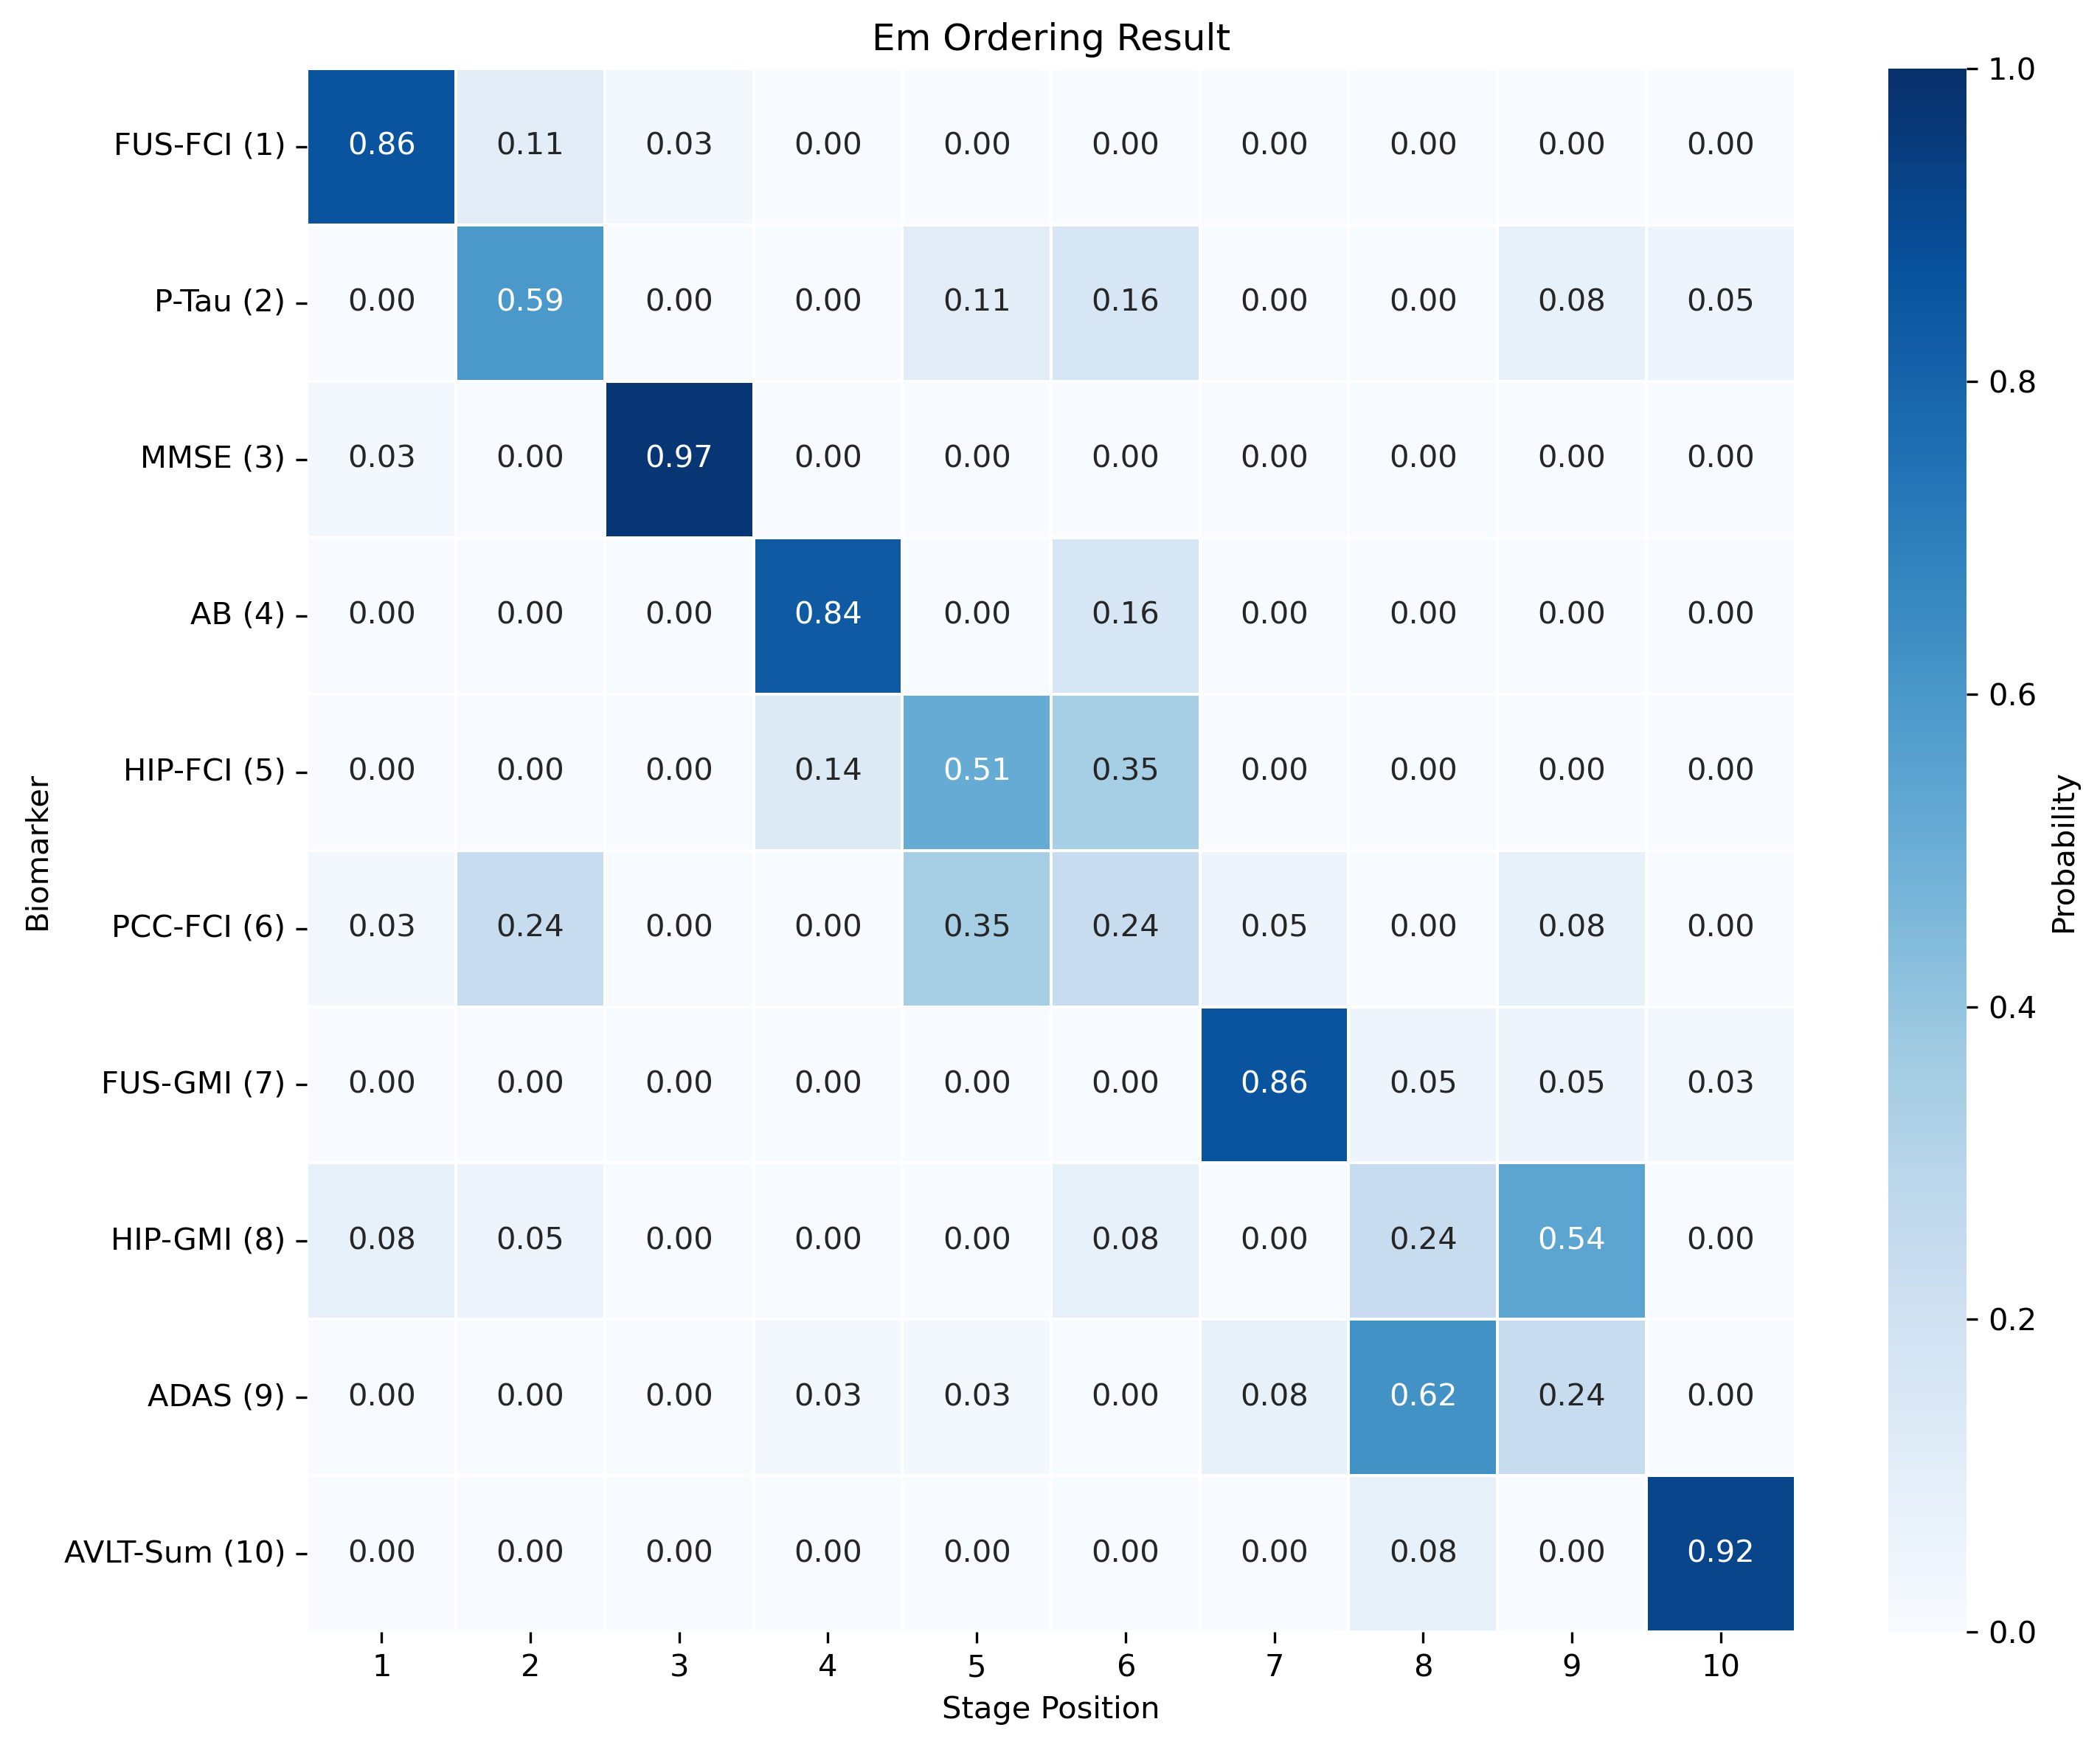 Em Ordering Result
FUS-FCI (1) 0.86 0.11 0.03 0.00 0.00 0.00 0.00 0.00 0.00 0.00
P-Tau (2) 0.00 0.59 0.00 0.00 0.11 0.16 0.00 0.00 0.08 0.05
MMSE (3) 0.03 0.00 0.97 0.00 0.00 0.00 0.00 0.00 0.00 0.00
AB (4) 0.00 0.00 0.00 0.84 0.00 0.16 0.00 0.00 0.00 0.00
HIP-FCI (5) 0.00 0.00 0.00 0.14 0.51 0.35 0.00 0.00 0.00 0.00
PCC-FCI (6) 0.03 0.24 0.00 0.00 0.35 0.24 0.05 0.00 0.08 0.00
FUS-GMI (7) 0.00 0.00 0.00 0.00 0.00 0.00 0.86 0.05 0.05 0.03
HIP-GMI (8) 0.08 0.05 0.00 0.00 0.00 0.08 0.00 0.24 0.54 0.00
ADAS (9) 0.00 0.00 0.00 0.03 0.03 0.00 0.08 0.62 0.24 0.00
AVLT-Sum (10) 0.00 0.00 0.00 0.00 0.00 0.00 0.00 0.08 0.00 0.92
1 2 3 4 5 6 7 8 9 10
Stage Position
Biomarker
1.0
0.8
0.6
0.4
0.2
0.0
Probability